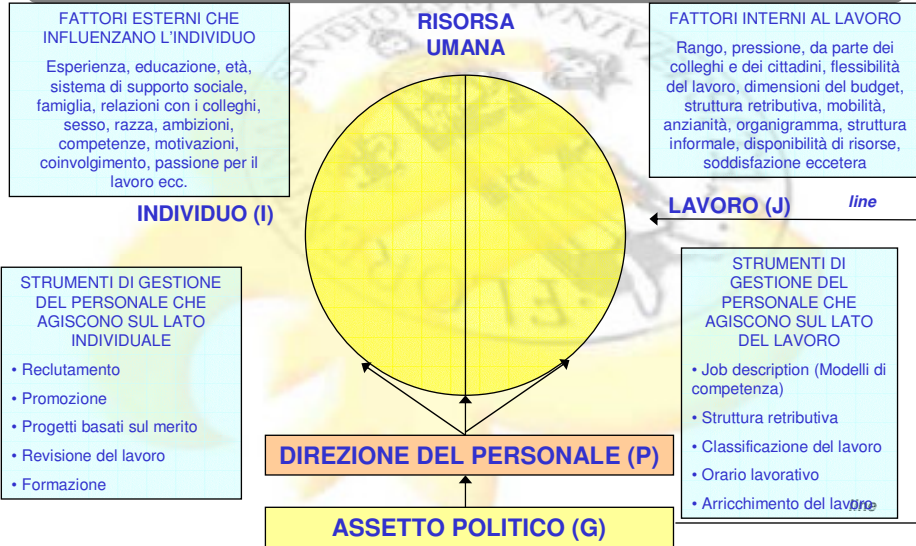 FATTORI ESTERNI CHE
INFLUENZANO L'INDIVIDUO
Esperienza, educazione, età,
sistema di supporto sociale,
famiglia, relazioni con i colleghi,
sesso, razza, ambizioni,
competenze, motivazioni,
coinvolgimento, passione per il
lavoro ecc.
RISORSA
UMANA
FATTORI INTERNI AL LAVORO
Rango, pressione, da parte dei
colleghi e dei cittadini, flessibilità
del lavoro, dimensioni del budget,
struttura retributiva, mobilità,
anzianità, organigramma, struttura
informale, disponibilità di risorse,
soddisfazione eccetera
INDIVIDUO (I)
LAVORO (J)
line
STRUMENTI DI GESTIONE
DEL PERSONALE CHE
AGISCONO SUL LATO
INDIVIDUALE
• Reclutamento
• Promozione
• Progetti basati sul merito
• Revisione del lavoro
• Formazione
STRUMENTI DI
GESTIONE DEL
PERSONALE CHE
AGISCONO SUL LATO
DEL LAVORO
• Job description (Modelli di
competenza)
• Struttura retributiva
• Classificazione del lavoro
• Orario lavorativo
• Arricchimento del lavoro
line
DIREZIONE DEL PERSONALE (P)
ASSETTO POLITICO (G)